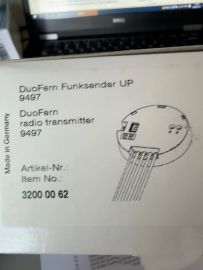 DuoFern Funksender UP
9497
DuoFern
radio transmitter
9497
Artikel-Nr.:
Item No.:
3200 00 62
Made in Germany